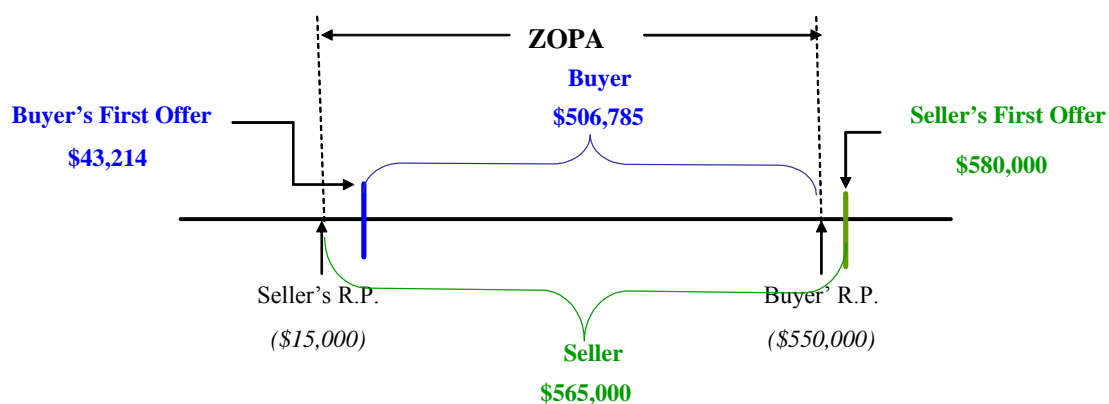 ZOPA
Buyer
$506,785
Buyer’s First Offer
$43,214
Seller’s First Offer
$580,000
Seller’s R.P.
($15,000)
Buyer’ R.P.
($550,000)
Seller
$565,000